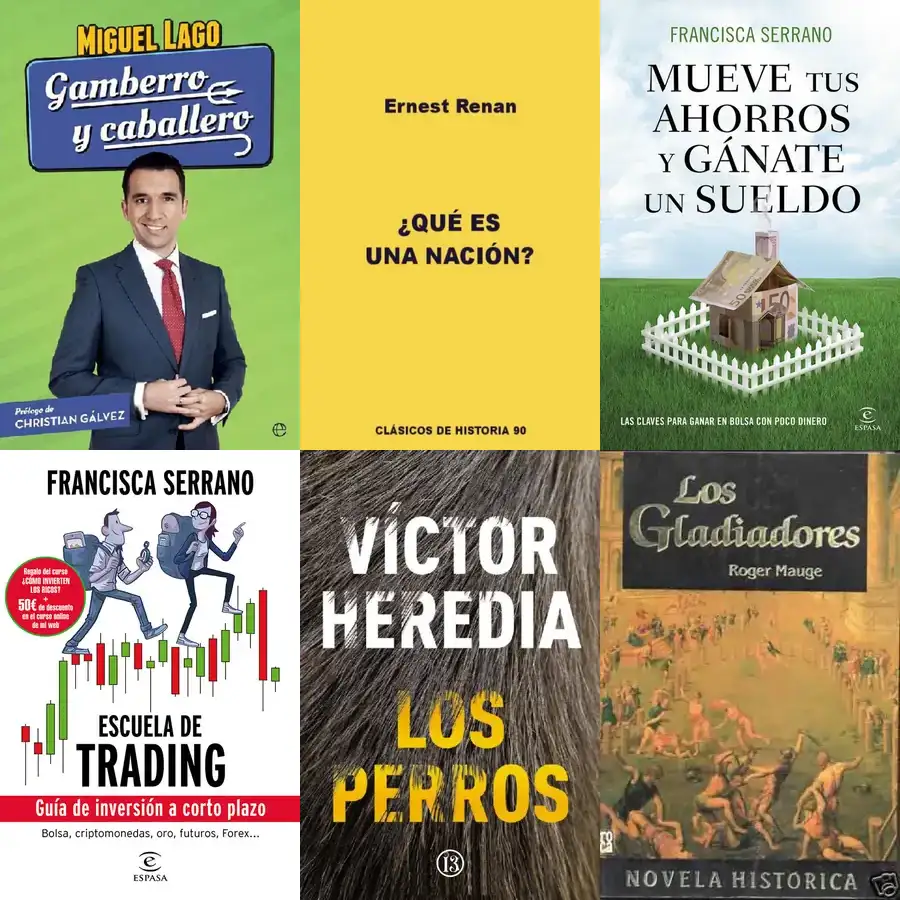 MIGUEL LAGO
Gamberro
y caballero
Prólogo de
CHRISTIAN GÁLVEZ
Ernest Renan
¿QUÉ ES
UNA NACIÓN?
CLÁSICOS DE HISTORIA 90
FRANCISCA SERRANO
MUEVE TUS
AHORROS
Y GÁNATE
UN SUELDO
50
50
LAS CLAVES PARA GANAR EN BOLSA CON POCO DINERO
ESPASA
FRANCISCA SERRANO
Regalo del curso
¿CÓMO INVIERTEN
LOS RICOS?
+
50€ de descuento
en el curso online
de mi web
ESCUELA DE
TRADING
Guía de inversión a corto plazo
Bolsa, criptomonedas, oro, futuros, Forex...
ESPASA
VÍCTOR
HEREDIA
LOS
PERROS
13
Los
Gladiadores
Roger Mauge
NOVELA HISTORICA